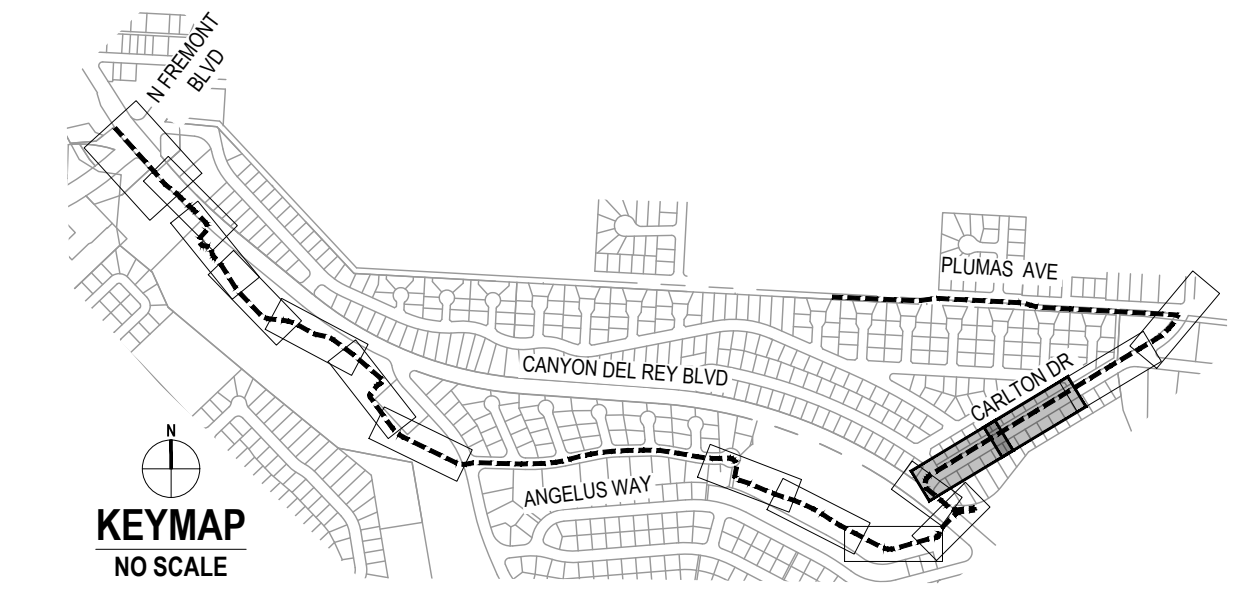 N FREMONT
BLVD
PLUMAS AVE
CANYON DEL REY BLVD
CARLTON DR
ANGELUS WAY
N
KEYMAP
NO SCALE